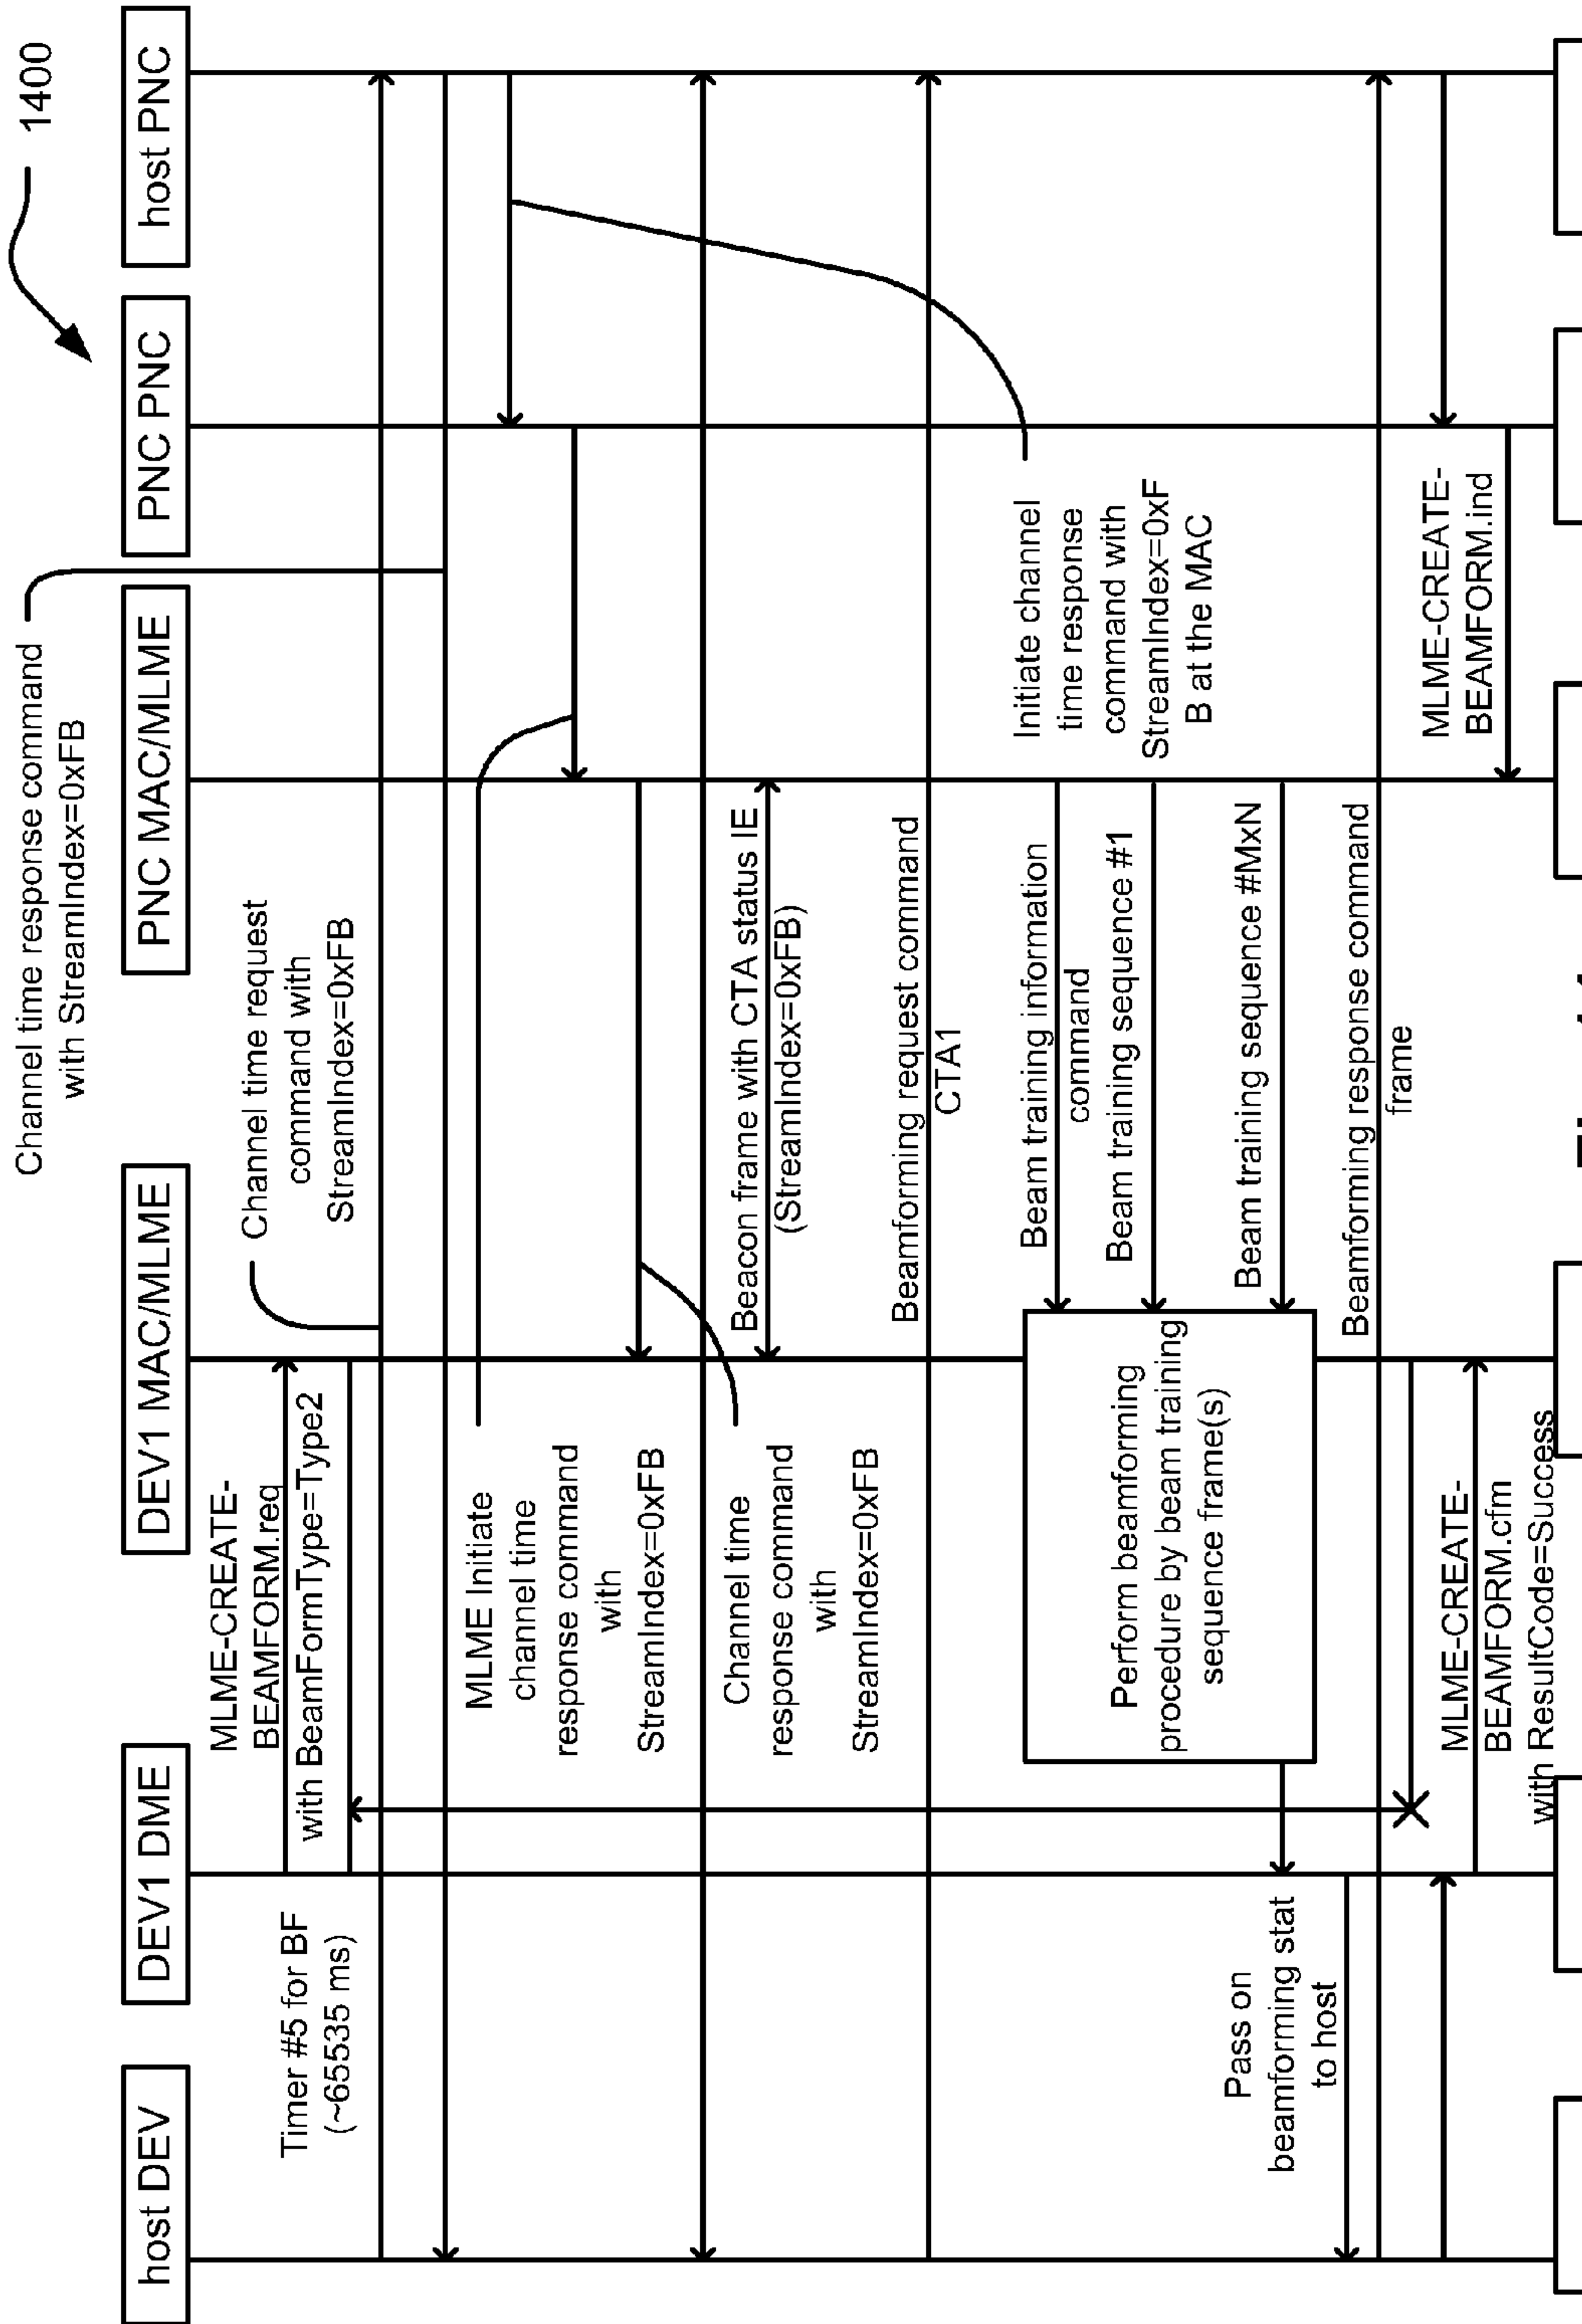 1400
host DEV
DEV1 DME
DEV1 MAC/MLME
PNC MAC/MLME
PNC PNC
host PNC
Channel time response command
with StreamIndex=0xFB
MLME-CREATE-
BEAMFORM.req
with BeamFormType=Type2
Timer #5 for BF
(~65535 ms)
Channel time request
command with
StreamIndex=0xFB
MLME Initiate
channel time
response command
with
StreamIndex=0xFB
Channel time
response command
with
StreamIndex=0xFB
Beacon frame with CTA status IE
(StreamIndex=0xFB)
Beamforming request command
CTA1
Initiate channel
time response
command with
StreamIndex=0xF
B at the MAC
Beam training information
command
Beam training sequence #1
Beam training sequence #MxN
Perform beamforming
procedure by beam training
sequence frame(s)
Pass on
beamforming stat
to host
Beamforming response command
frame
MLME-CREATE-
BEAMFORM.cfm
with ResultCode=Success
MLME-CREATE-
BEAMFORM.ind